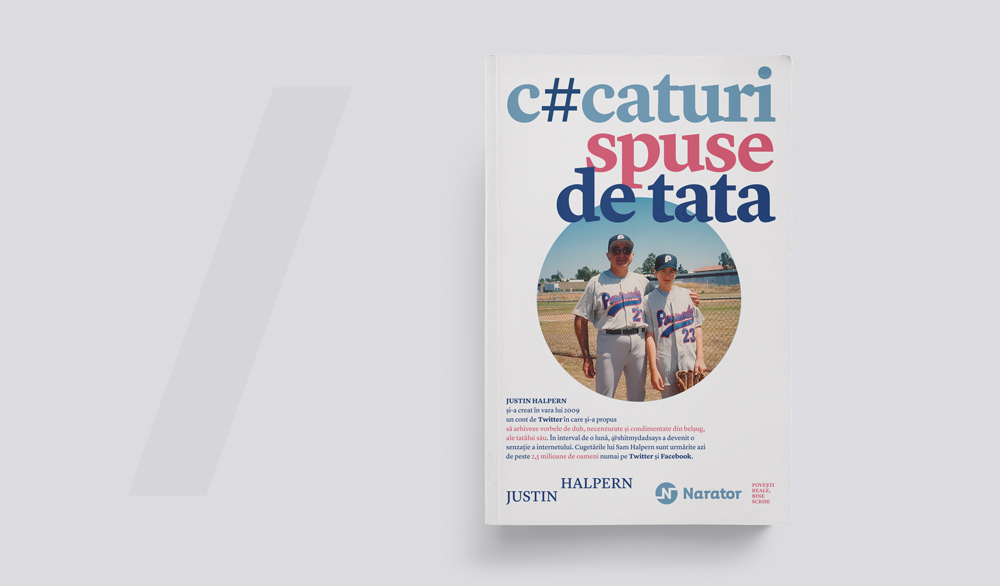 c#caturi
spuse
de tata
JUSTIN HALPERN
și-a creat în vara lui 2009
un cont de Twitter în care și-a propus
să arhiveze vorbele de duh, necenzurate și condimentate din belșug,
ale tatălui său. În interval de o lună, @shitmydadsays a devenit o
senzație a internetului. Cugetările lui Sam Halpern sunt urmărite azi
de peste 2,5 milioane de oameni numai pe Twitter și Facebook.
JUSTIN HALPERN
N Narator
POVEȘTI
REALE,
BINE
SCRISE